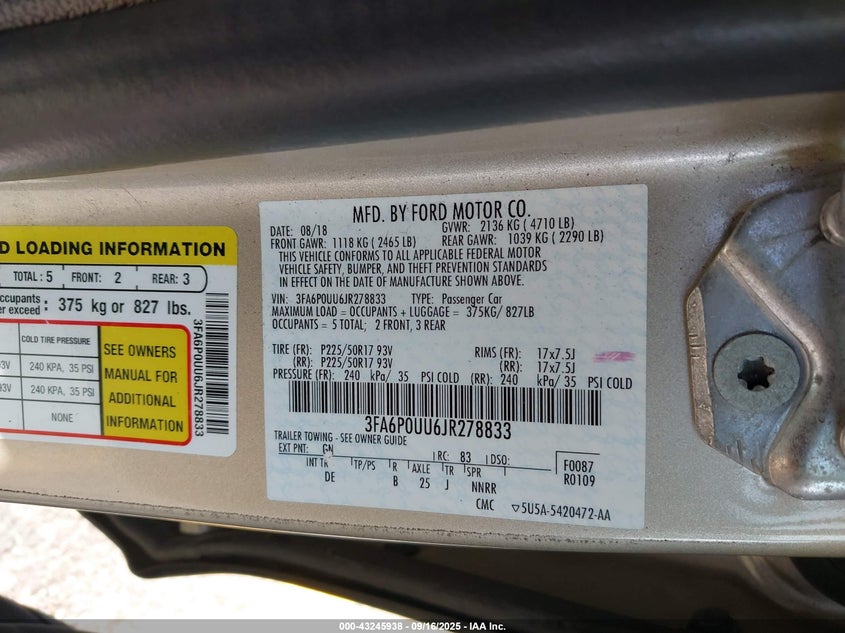 D LOADING INFORMATION
TOTAL : 5 FRONT: 2 REAR: 3
ccupants
er exceed : 375 kg or 827 lbs.
COLD TIRE PRESSURE
93V 240 KPA, 35 PSI
93V 240 KPA, 35 PSI
NONE
SEE OWNERS
MANUAL FOR
ADDITIONAL
INFORMATION
3FA6P0UU6JR278833
MFD. BY FORD MOTOR CO.
DATE: 08/18 GVWR: 2136 KG ( 4710 LB)
FRONT GAWR: 1118 KG ( 2465 LB) REAR GAWR: 1039 KG ( 2290 LB)
THIS VEHICLE CONFORMS TO ALL APPLICABLE FEDERAL MOTOR
VEHICLE SAFETY, BUMPER, AND THEFT PREVENTION STANDARDS
IN EFFECT ON THE DATE OF MANUFACTURE SHOWN ABOVE.
VIN: 3FA6P0UU6JR278833 TYPE: Passenger Car
MAXIMUM LOAD = OCCUPANTS + LUGGAGE = 375KG/ 827LB
OCCUPANTS = 5 TOTAL; 2 FRONT, 3 REAR
TIRE (FR): P225/50R17 93V RIMS (FR): 17x7.5J
(RR): P225/50R17 93V (RR): 17x7.5J
PRESSURE (FR): 240 kPa/ 35 PSI COLD (RR): 240 kPa/ 35 PSI COLD
3FA6P0UU6JR278833
TRAILER TOWING - SEE OWNER GUIDE
EXT PNT: GN RC: 83 DSO: F0087
INT TR TP/PS R AXLE TR SPR R0109
DE B 25 J NNRR
CMC ▽5U5A-5420472-AA
000-43245938 - 09/16/2025 - IAA Inc.